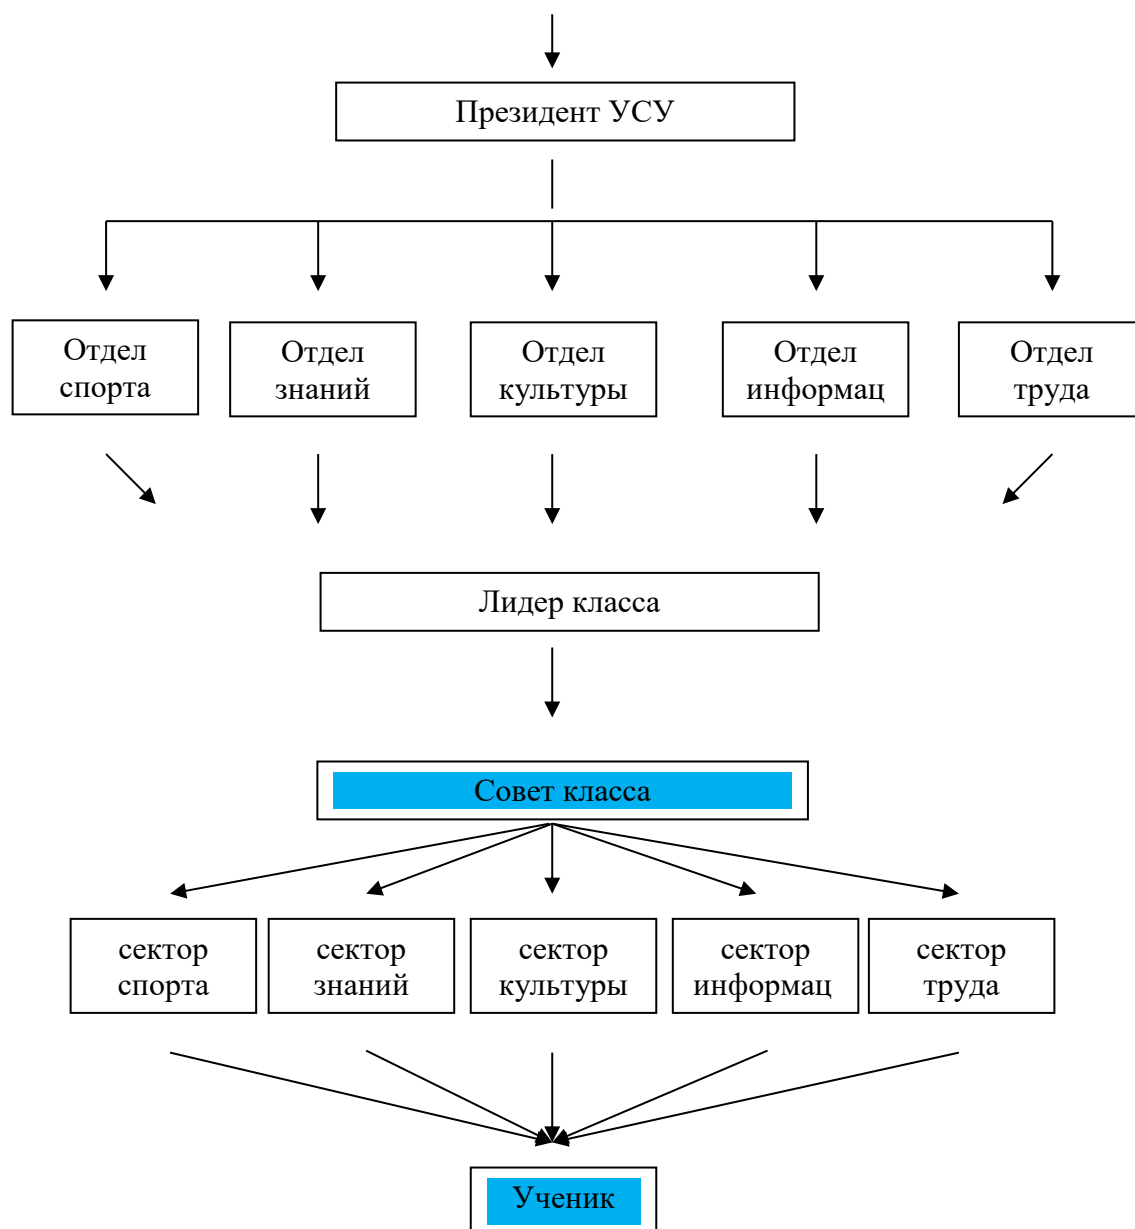 Президент УСУ
Отдел
спорта
Отдел
знаний
Отдел
культуры
Отдел
информац
Отдел
труда
Лидер класса
Совет класса
сектор
спорта
сектор
знаний
сектор
культуры
сектор
информац
сектор
труда
Ученик